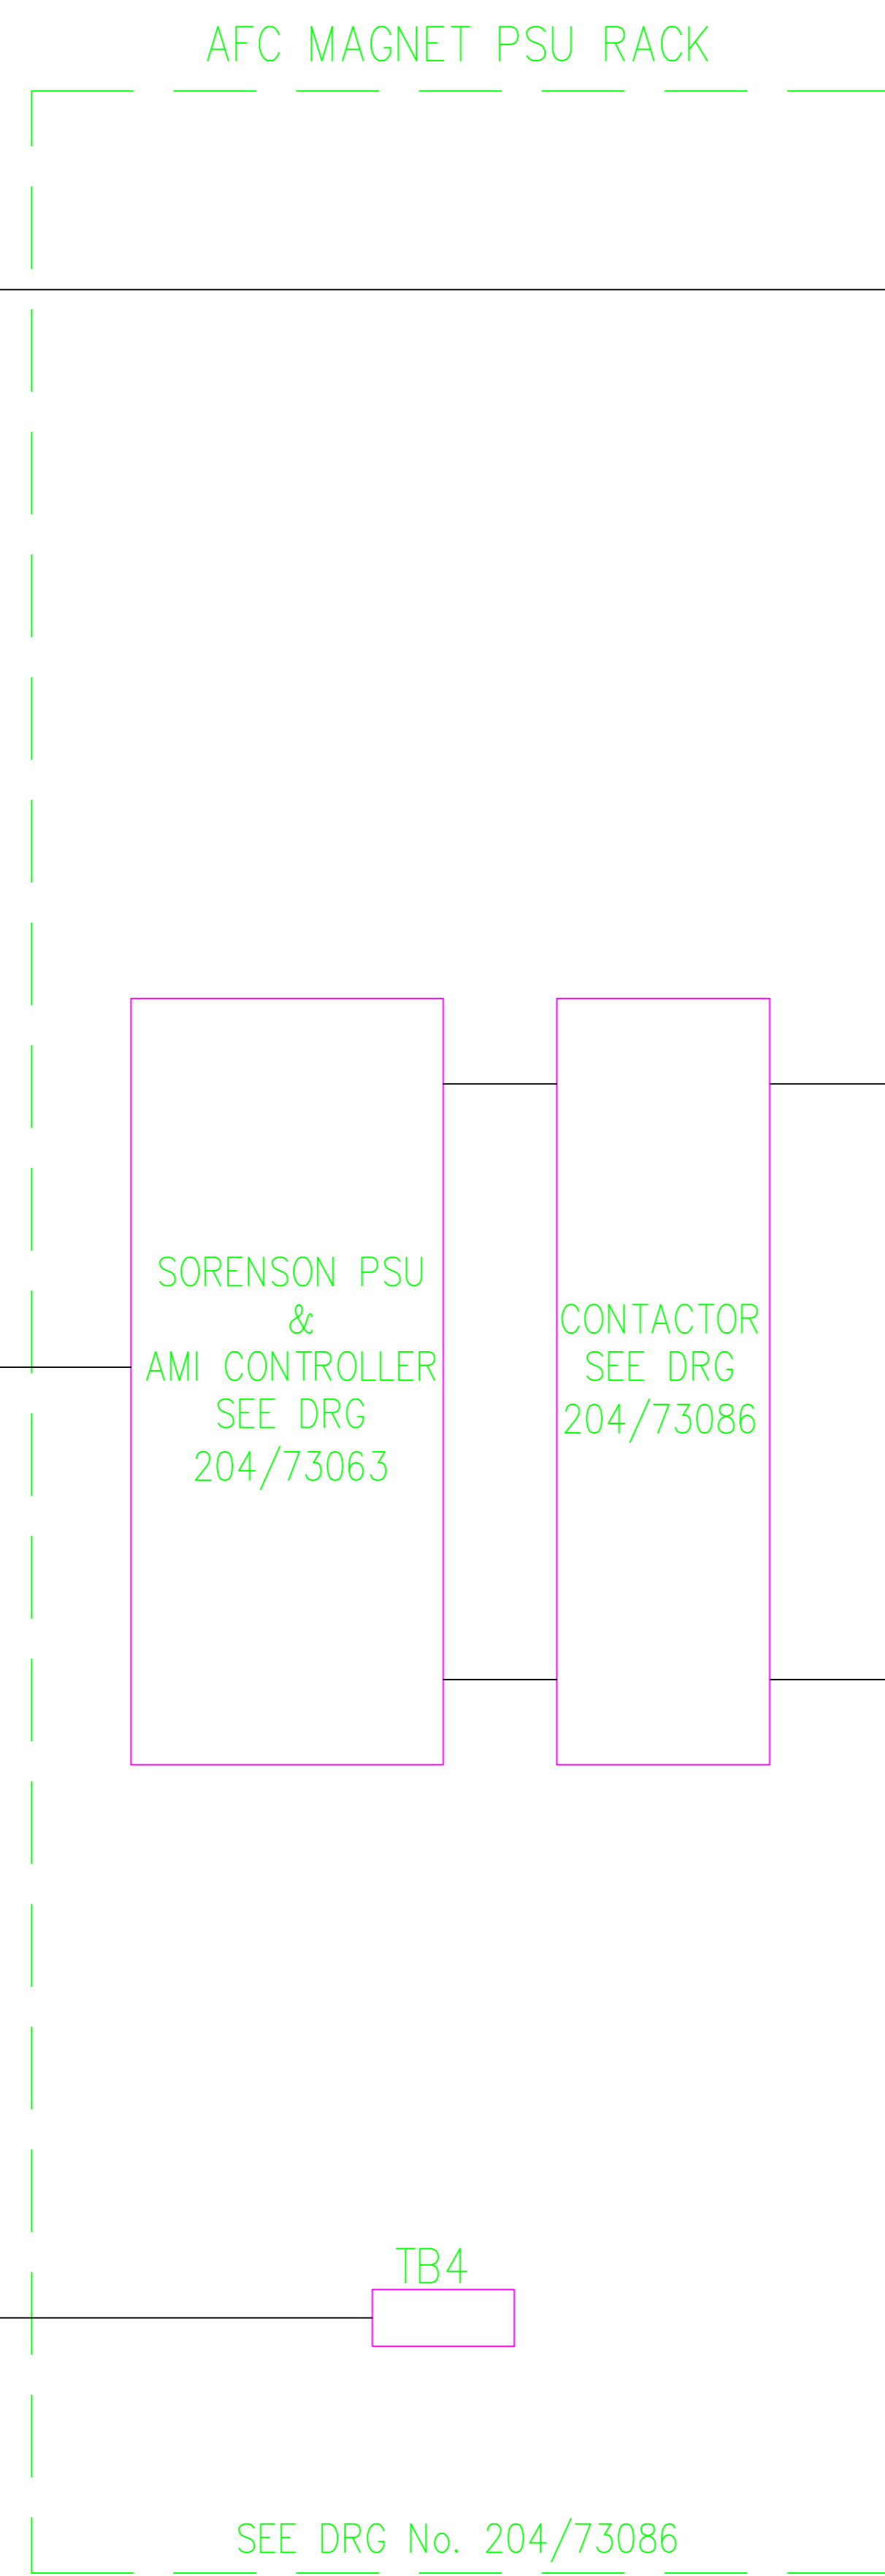 AFC MAGNET PSU RACK
SORENSON PSU
&
AMI CONTROLLER
SEE DRG
204/73063
CONTACTOR
SEE DRG
204/73086
TB4
SEE DRG No. 204/73086